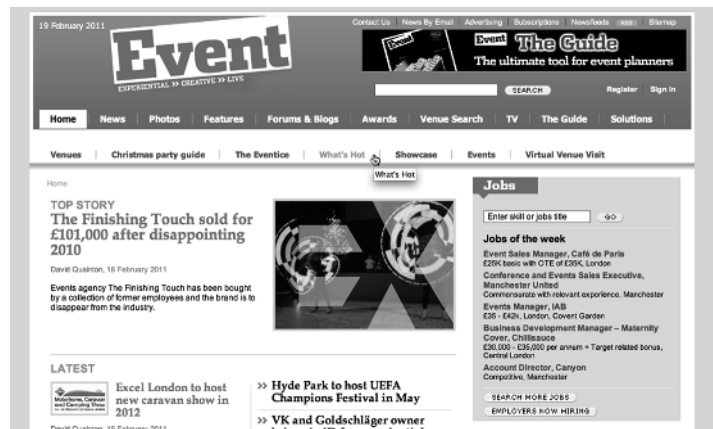 19 February 2011
Contact Us | News By Email | Advertising | Subscriptions | Newsfeeds RSS | Sitemap
Event
EXPERIENTIAL >> CREATIVE >> LIVE
Event The Guide
The ultimate tool for event planners
SEARCH
Register | Sign In
Home | News | Photos | Features | Forums & Blogs | Awards | Venue Search | TV | The Guide | Solutions
Venues | Christmas party guide | The Eventice | What's Hot | Showcase | Events | Virtual Venue Visit
What's Hot
Home
TOP STORY
The Finishing Touch sold for
£101,000 after disappointing
2010
David Quainton, 18 February 2011
Events agency The Finishing Touch has been bought
by a collection of former employees and the brand is to
disappear from the industry.
Jobs
Enter skill or jobs title
GO
Jobs of the week
Event Sales Manager, Café de Paris
£25K basic with OTE of £35K, London
Conference and Events Sales Executive,
Manchester United
Commensurate with relevant experience, Manchester
Events Manager, IAB
£35 - £42k, London, Covent Garden
Business Development Manager – Maternity
Cover, Chillisauce
£30,000 - £35,000 per annum + Target related bonus,
Central London
Account Director, Canyon
Competitive, Manchester
SEARCH MORE JOBS
EMPLOYERS NOW HIRING
LATEST
Motorhome, Caravan
and Camping Show
Excel London to host
new caravan show in
2012
>> Hyde Park to host UEFA
Champions Festival in May
>> VK and Goldschläger owner